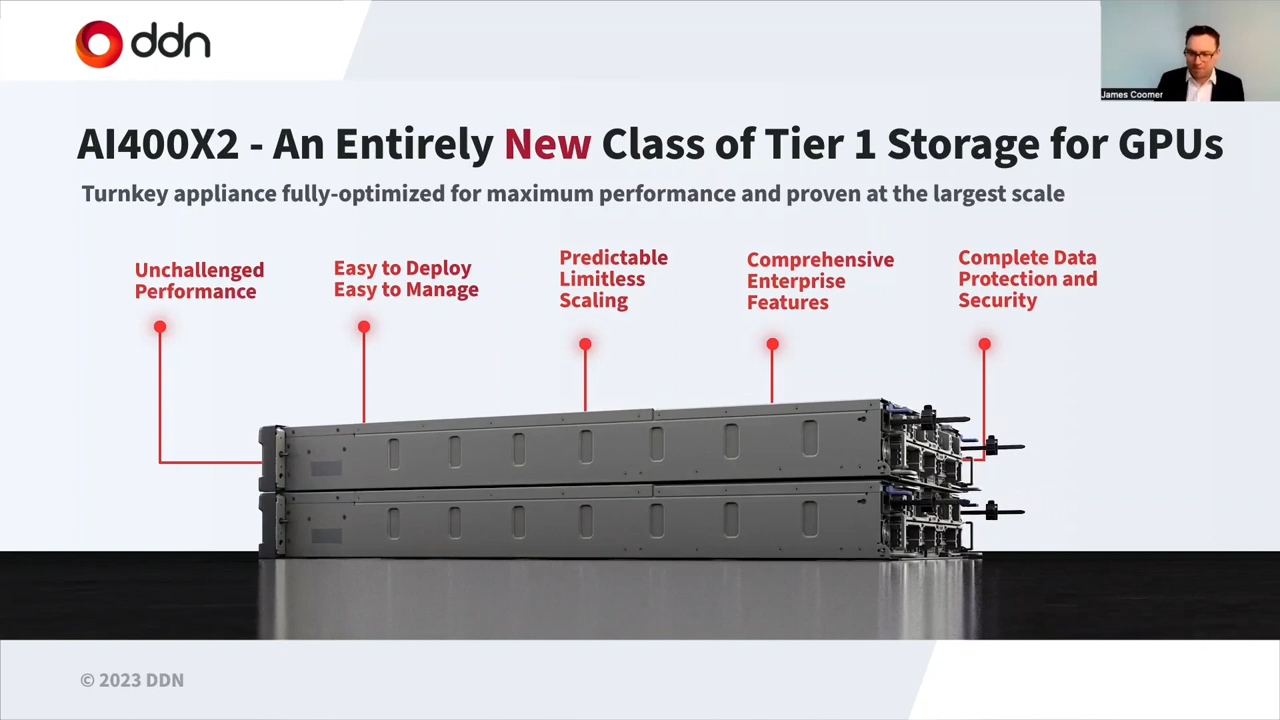 ddn
James Coomer
AI400X2 - An Entirely New Class of Tier 1 Storage for GPUs
Turnkey appliance fully-optimized for maximum performance and proven at the largest scale
Unchallenged
Performance
Easy to Deploy
Easy to Manage
Predictable
Limitless
Scaling
Comprehensive
Enterprise
Features
Complete Data
Protection and
Security
© 2023 DDN